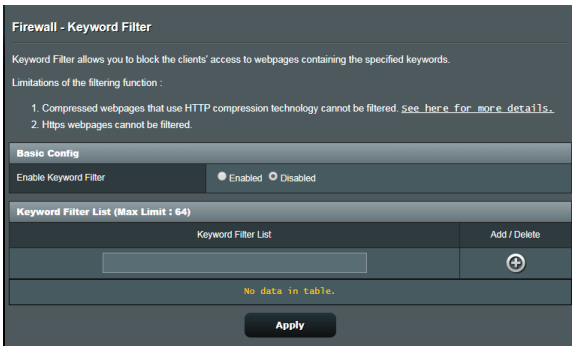 Firewall - Keyword Filter
Keyword Filter allows you to block the clients' access to webpages containing the specified keywords.
Limitations of the filtering function :
1. Compressed webpages that use HTTP compression technology cannot be filtered. See here for more details.
2. Https webpages cannot be filtered.
Basic Config
Enable Keyword Filter Enabled Disabled
Keyword Filter List (Max Limit : 64)
Keyword Filter List Add / Delete
No data in table.
Apply